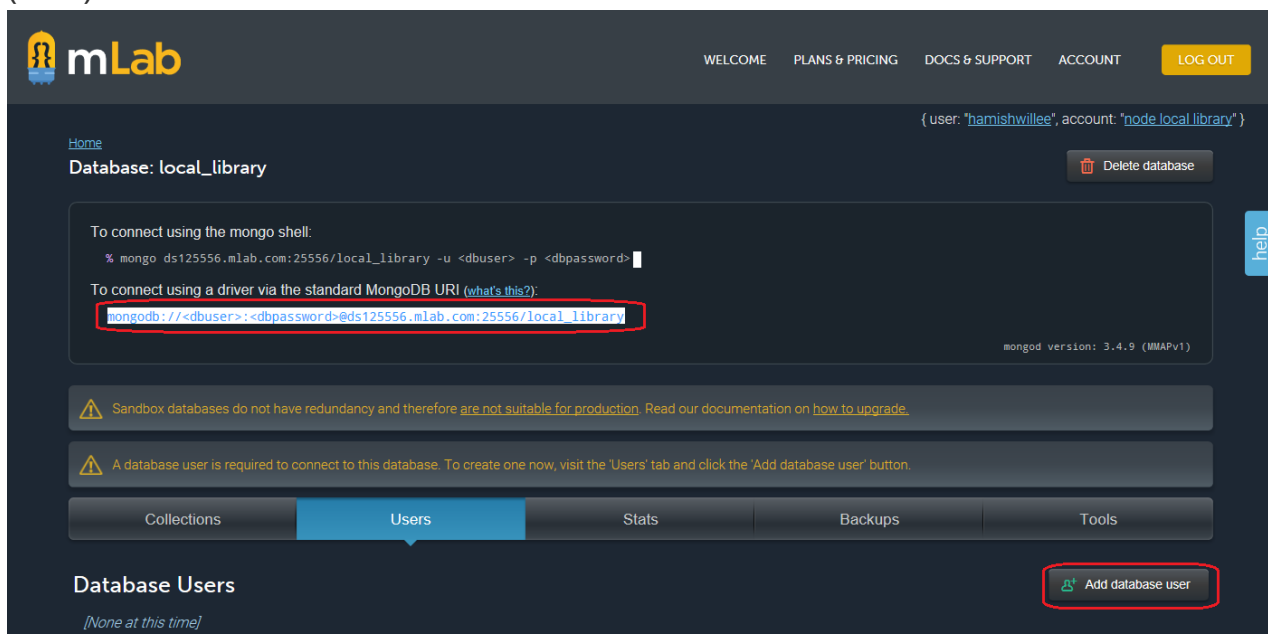 mLab
WELCOME PLANS & PRICING DOCS & SUPPORT ACCOUNT LOG OUT
{ user: "hamishwillee", account: "node local library" }
Home
Database: local_library
Delete database
To connect using the mongo shell:
% mongo ds125556.mlab.com:25556/local_library -u <dbuser> -p <dbpassword>
To connect using a driver via the standard MongoDB URI (what's this?):
mongodb://<dbuser>:<dbpassword>@ds125556.mlab.com:25556/local_library
mongod version: 3.4.9 (MMAPv1)
help
Sandbox databases do not have redundancy and therefore are not suitable for production. Read our documentation on how to upgrade.
A database user is required to connect to this database. To create one now, visit the 'Users' tab and click the 'Add database user' button.
Collections Users Stats Backups Tools
Database Users
Add database user
[None at this time]